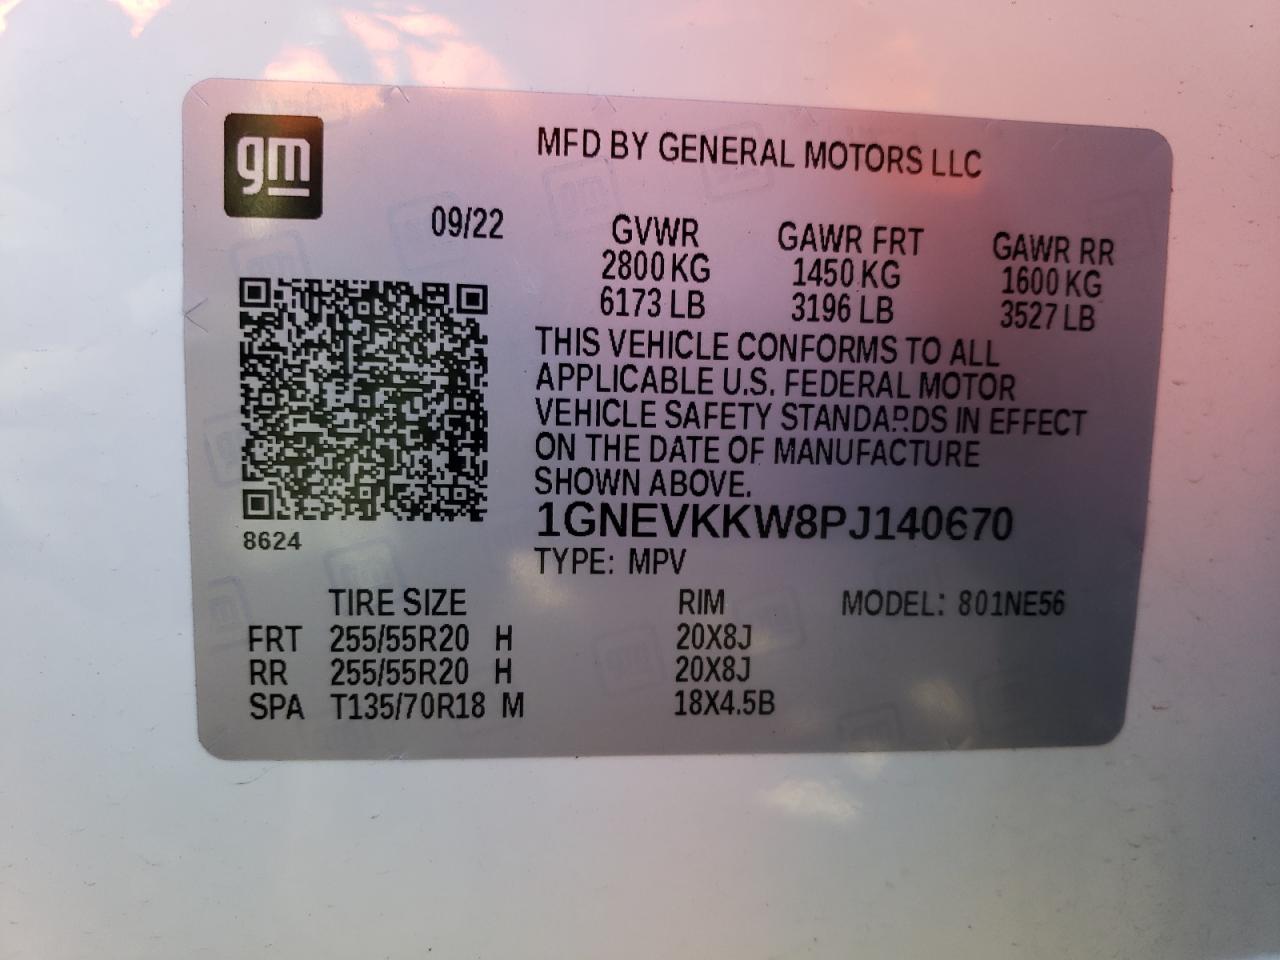 gm
MFD BY GENERAL MOTORS LLC
09/22
GVWR GAWR FRT GAWR RR
2800 KG 1450 KG 1600 KG
6173 LB 3196 LB 3527 LB
THIS VEHICLE CONFORMS TO ALL
APPLICABLE U.S. FEDERAL MOTOR
VEHICLE SAFETY STANDARDS IN EFFECT
ON THE DATE OF MANUFACTURE
SHOWN ABOVE.
1GNEVKKW8PJ140670
8624
TYPE: MPV
TIRE SIZE RIM MODEL: 801NE56
FRT 255/55R20 H 20X8J
RR 255/55R20 H 20X8J
SPA T135/70R18 M 18X4.5B